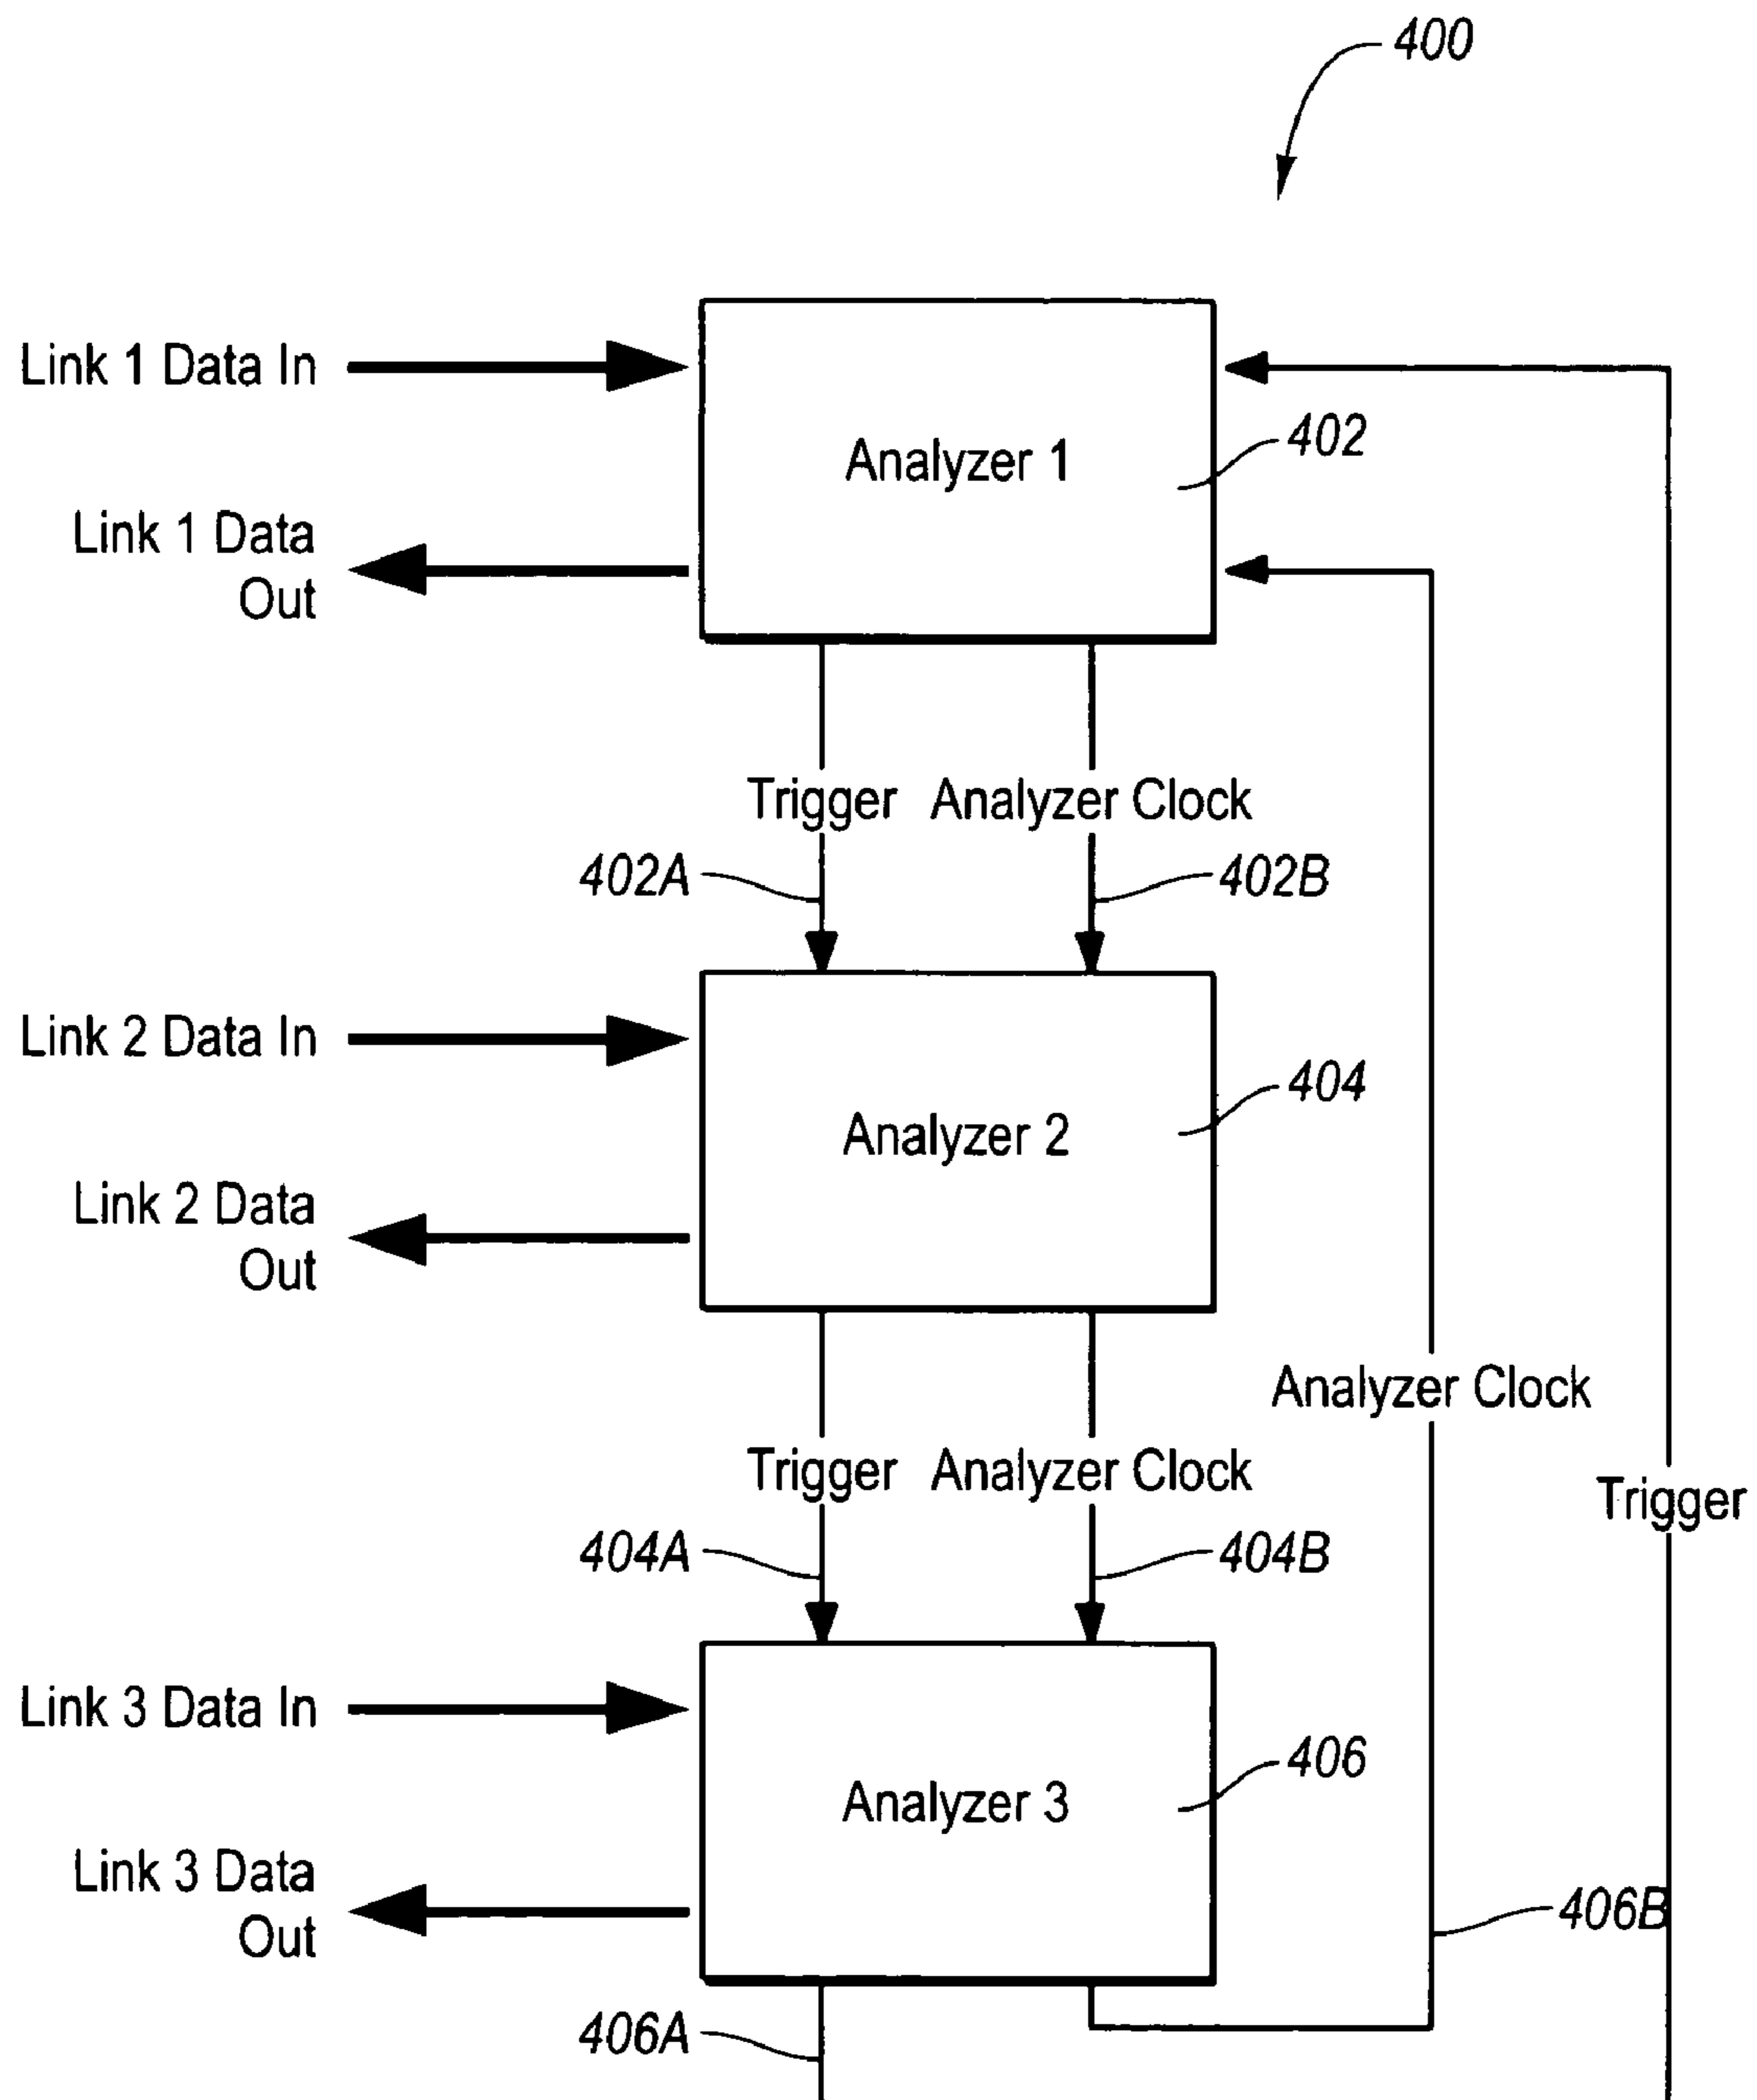 400
Link 1 Data In
Analyzer 1
402
Link 1 Data
Out
Trigger
Analyzer Clock
402A
402B
Link 2 Data In
404
Analyzer 2
Link 2 Data
Out
Analyzer Clock
Trigger
Analyzer Clock
Trigger
404A
404B
Link 3 Data In
406
Analyzer 3
Link 3 Data
Out
406B
406A